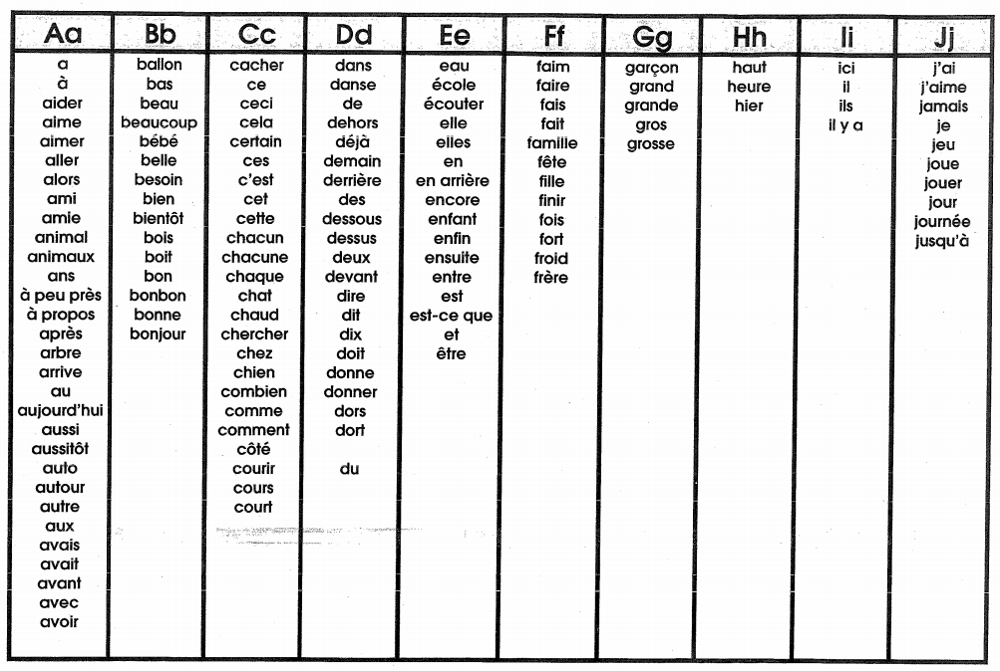 Aa
a
à
aider
aime
aimer
aller
alors
ami
amie
animal
animaux
ans
à peu près
à propos
après
arbre
arrive
au
aujourd'hui
aussi
aussitôt
auto
autour
autre
aux
avais
avait
avant
avec
avoir
Bb
ballon
bas
beau
beaucoup
bébé
belle
besoin
bien
bientôt
bois
boit
bon
bonbon
bonne
bonjour
Cc
cacher
ce
ceci
cela
certain
ces
c'est
cet
cette
chacun
chacune
chaque
chat
chaud
chercher
chez
chien
combien
comme
comment
côté
courir
cours
court
Dd
dans
danse
de
dehors
déjà
demain
derrière
des
dessous
dessus
deux
devant
dire
dit
dix
doit
donne
donner
dors
dort
du
Ee
eau
école
écouter
elle
elles
en
en arrière
encore
enfant
enfin
ensuite
entre
est
est-ce que
et
être
Ff
faim
faire
fais
fait
famille
fête
fille
finir
fois
fort
froid
frère
Gg
garçon
grand
grande
gros
grosse
Hh
haut
heure
hier
Ii
ici
il
ils
il y a
Jj
j'ai
j'aime
jamais
je
jeu
joue
jouer
jour
journée
jusqu'à